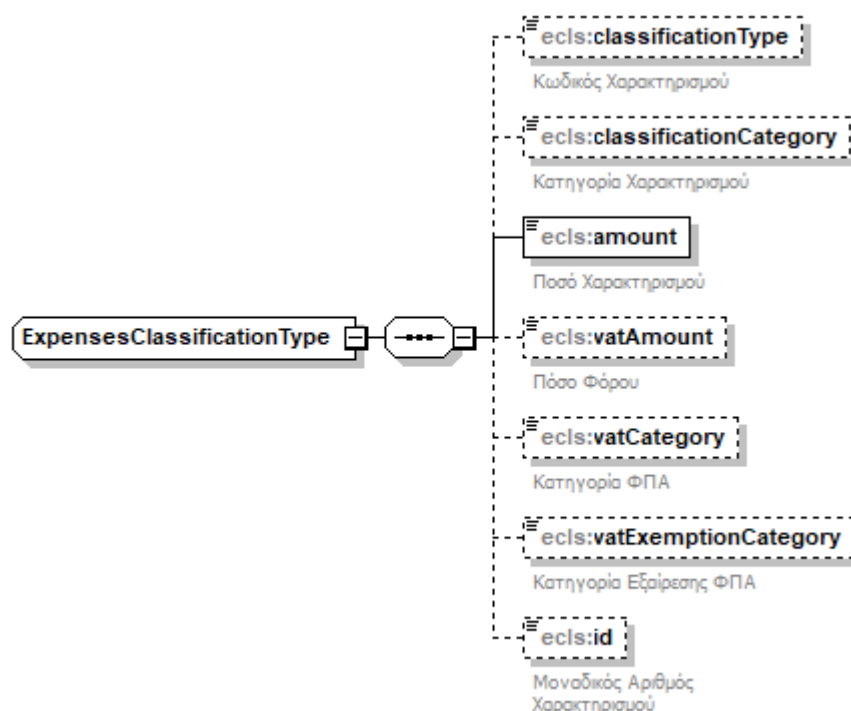 ecls:classificationType
Κωδικός Χαρακτηρισμού
ecls:classificationCategory
Κατηγορία Χαρακτηρισμού
ecls:amount
Ποσό Χαρακτηρισμού
ExpensesClassificationType
ecls:vatAmount
Πόσο Φόρου
ecls:vatCategory
Κατηγορία ΦΠΑ
ecls:vatExemptionCategory
Κατηγορία Εξαίρεσης ΦΠΑ
ecls:id
Μοναδικός Αριθμός
Χαρακτηρισμού